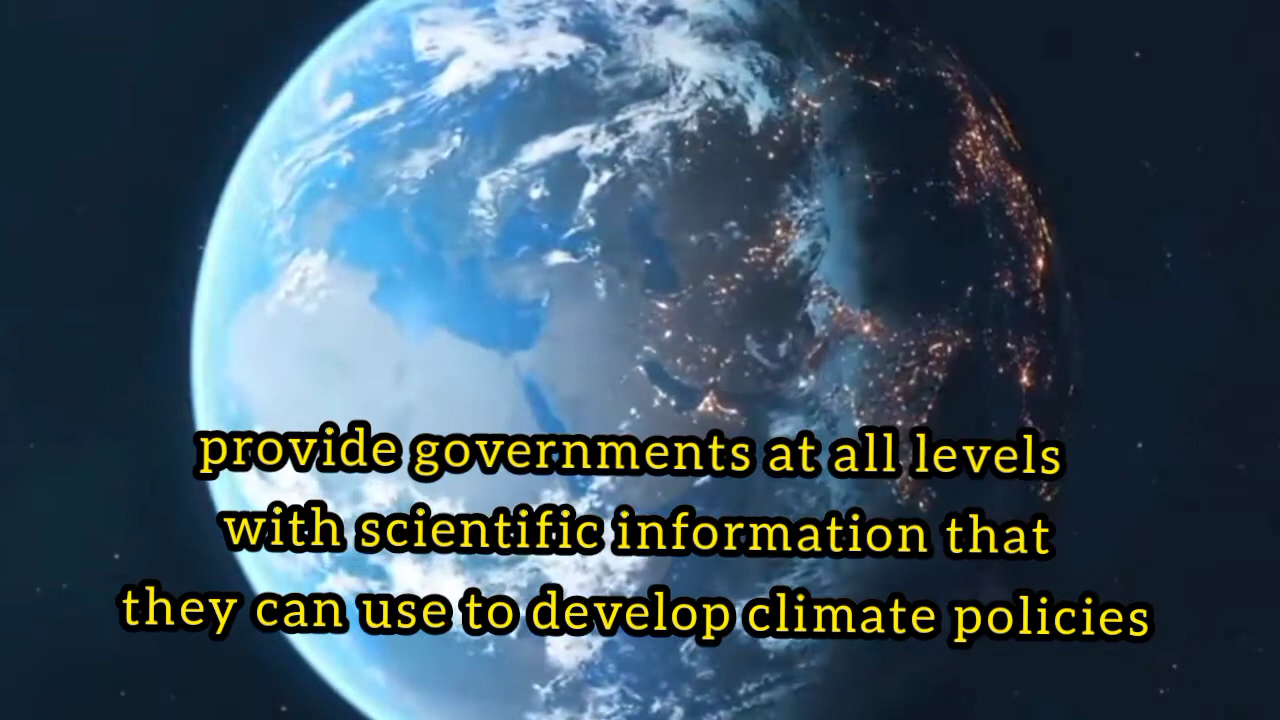 provide governments at all levels
with scientific information that
they can use to develop climate policies